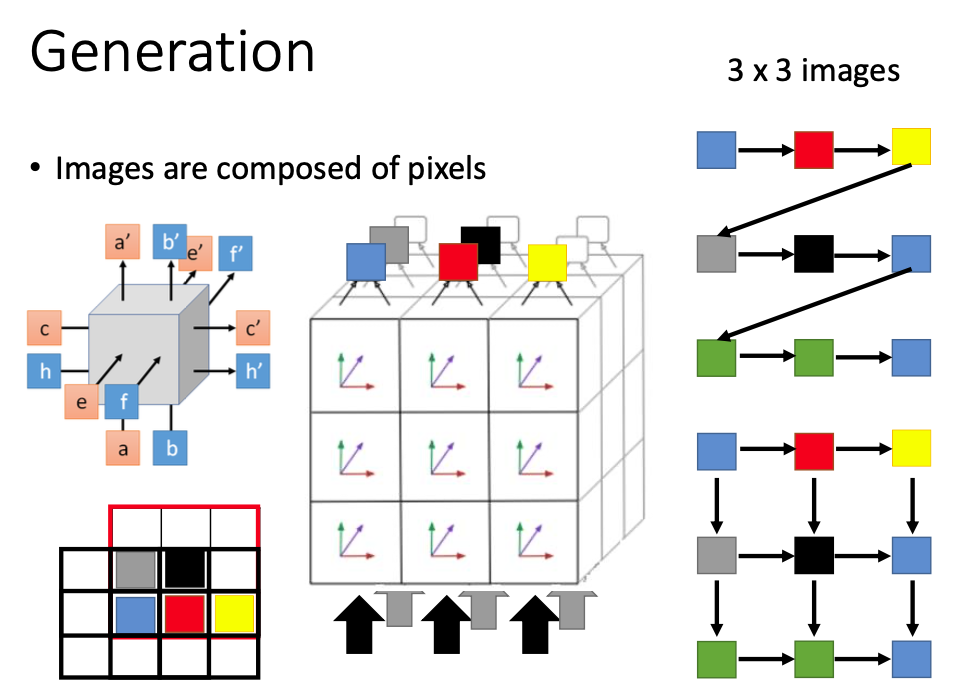 Generation
3 x 3 images
• Images are composed of pixels
a’ b’ e’ f’
c c’
h h’
e f
a b